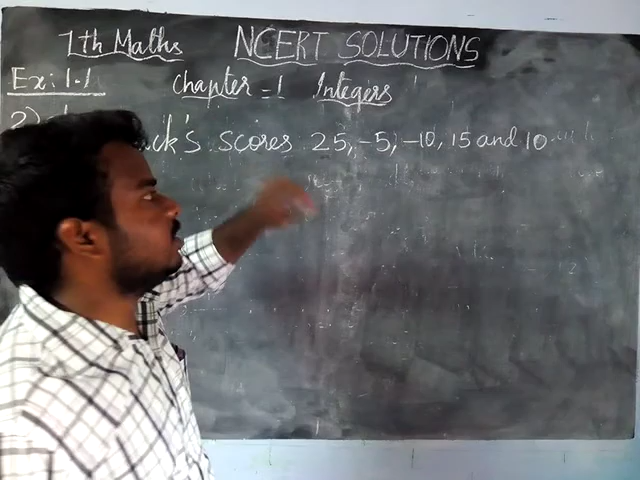 7th Maths NCERT SOLUTIONS
Ex: 1.1 Chapter = 1 Integers
2) ck's scores 25, -5, -10, 15 and 10